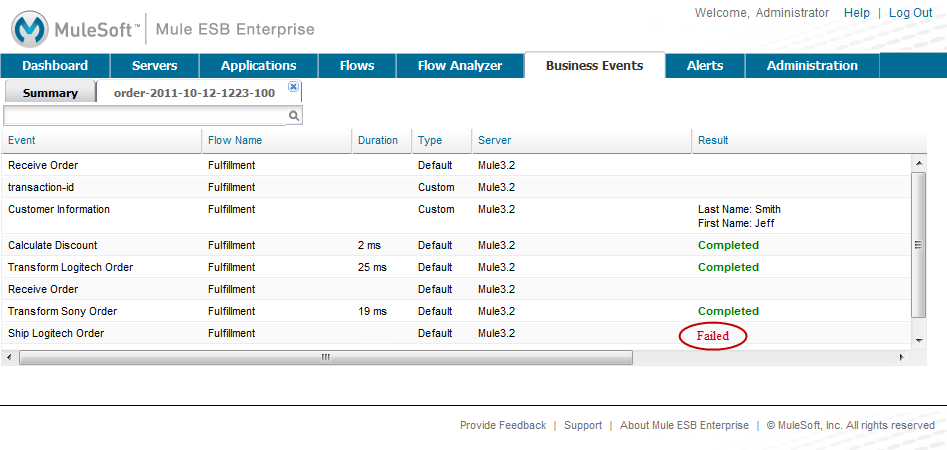 MuleSoft™ | Mule ESB Enterprise
Welcome, Administrator Help | Log Out
Dashboard Servers Applications Flows Flow Analyzer Business Events Alerts Administration
Summary order-2011-10-12-1223-100
Event Flow Name Duration Type Server Result
Receive Order Fulfillment Default Mule3.2
transaction-id Fulfillment Custom Mule3.2
Customer Information Fulfillment Custom Mule3.2 Last Name: Smith
First Name: Jeff
Calculate Discount Fulfillment 2 ms Default Mule3.2 Completed
Transform Logitech Order Fulfillment 25 ms Default Mule3.2 Completed
Receive Order Fulfillment Default Mule3.2
Transform Sony Order Fulfillment 19 ms Default Mule3.2 Completed
Ship Logitech Order Fulfillment Default Mule3.2 Failed
Provide Feedback | Support | About Mule ESB Enterprise | © MuleSoft, Inc. All rights reserved